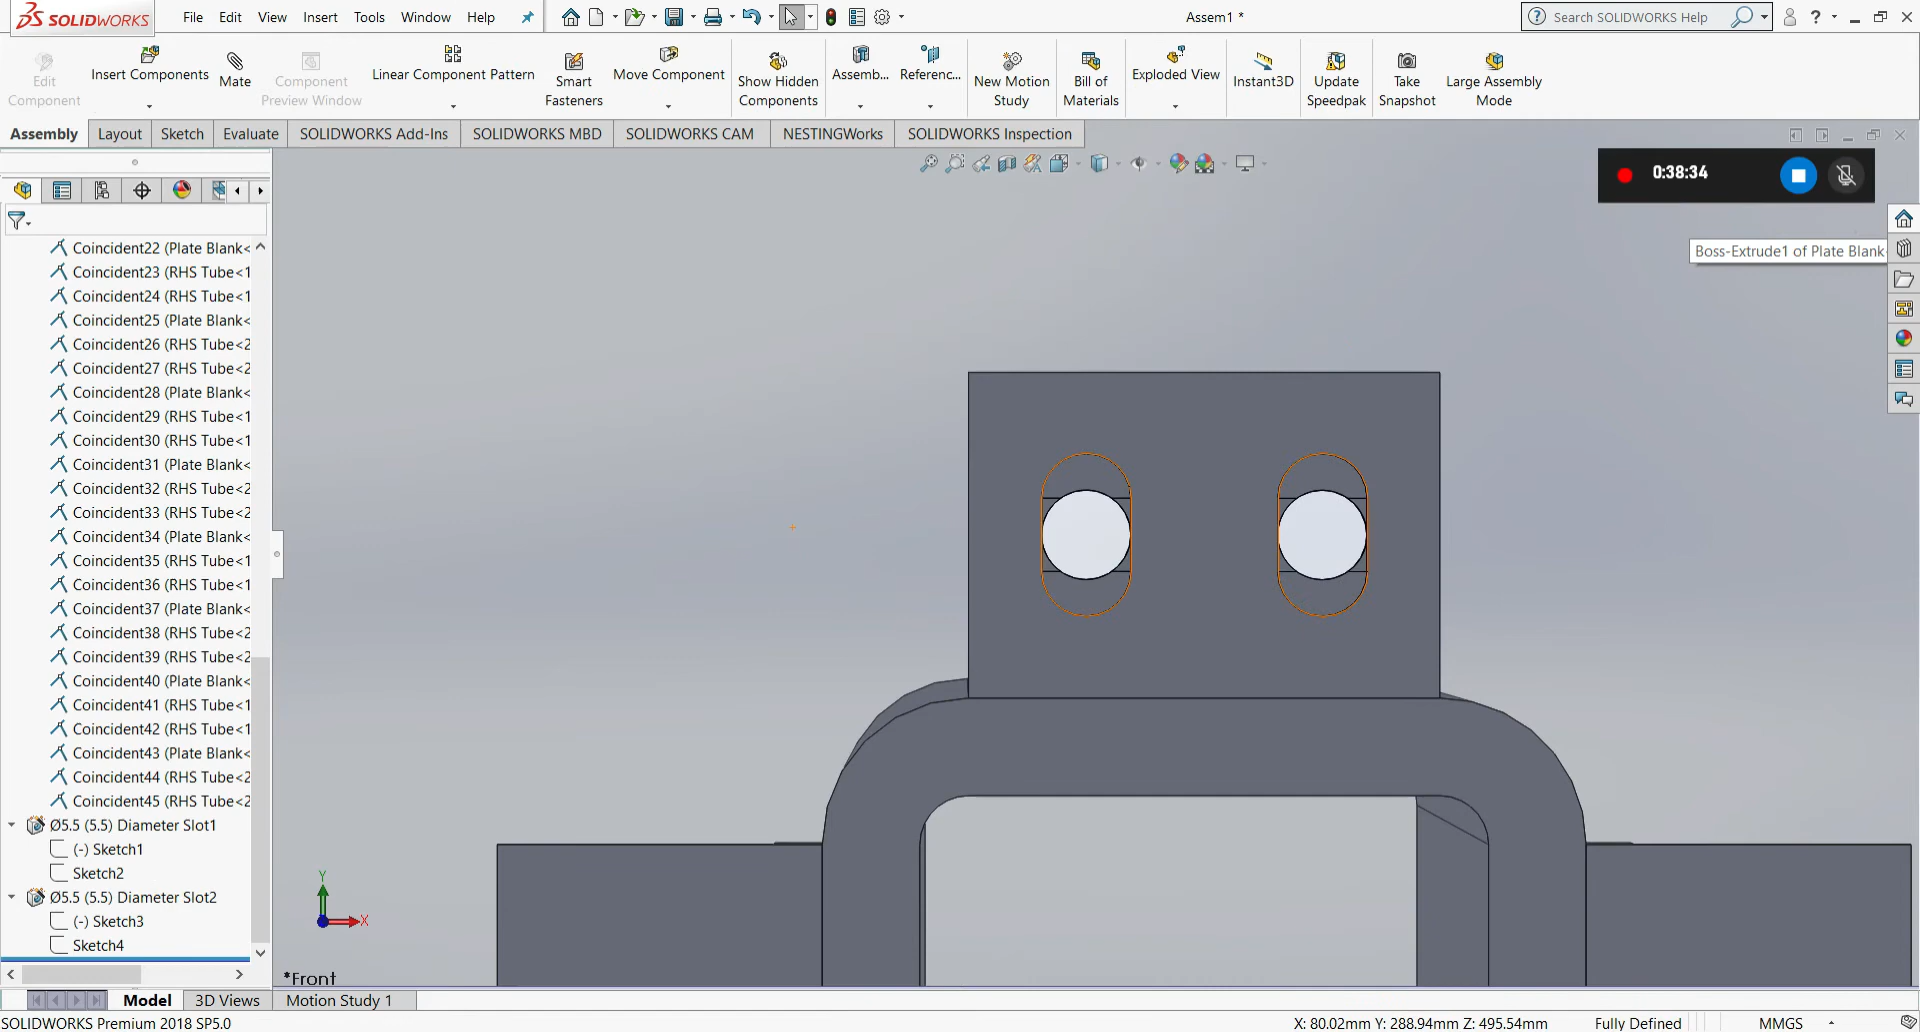 SOLIDWORKS File Edit View Insert Tools Window Help Assem1 * Search SOLIDWORKS Help
Edit Component
Insert Components
Mate
Component Preview Window
Linear Component Pattern
Smart Fasteners
Move Component
Show Hidden Components
Assemb...
Referenc...
New Motion Study
Bill of Materials
Exploded View
Instant3D
Update Speedpak
Take Snapshot
Large Assembly Mode
Assembly Layout Sketch Evaluate SOLIDWORKS Add-Ins SOLIDWORKS MBD SOLIDWORKS CAM NESTINGWorks SOLIDWORKS Inspection
0:38:34
Boss-Extrude1 of Plate Blank
Coincident22 (Plate Blank<
Coincident23 (RHS Tube<1
Coincident24 (RHS Tube<1
Coincident25 (Plate Blank<
Coincident26 (RHS Tube<2
Coincident27 (RHS Tube<2
Coincident28 (Plate Blank<
Coincident29 (RHS Tube<1
Coincident30 (RHS Tube<1
Coincident31 (Plate Blank<
Coincident32 (RHS Tube<2
Coincident33 (RHS Tube<2
Coincident34 (Plate Blank<
Coincident35 (RHS Tube<1
Coincident36 (RHS Tube<1
Coincident37 (Plate Blank<
Coincident38 (RHS Tube<2
Coincident39 (RHS Tube<2
Coincident40 (Plate Blank<
Coincident41 (RHS Tube<1
Coincident42 (RHS Tube<1
Coincident43 (Plate Blank<
Coincident44 (RHS Tube<2
Coincident45 (RHS Tube<2
Ø5.5 (5.5) Diameter Slot1
(-) Sketch1
Sketch2
Ø5.5 (5.5) Diameter Slot2
(-) Sketch3
Sketch4
Y
X
*Front
Model 3D Views Motion Study 1
SOLIDWORKS Premium 2018 SP5.0 X: 80.02mm Y: 288.94mm Z: 495.54mm Fully Defined MMGS